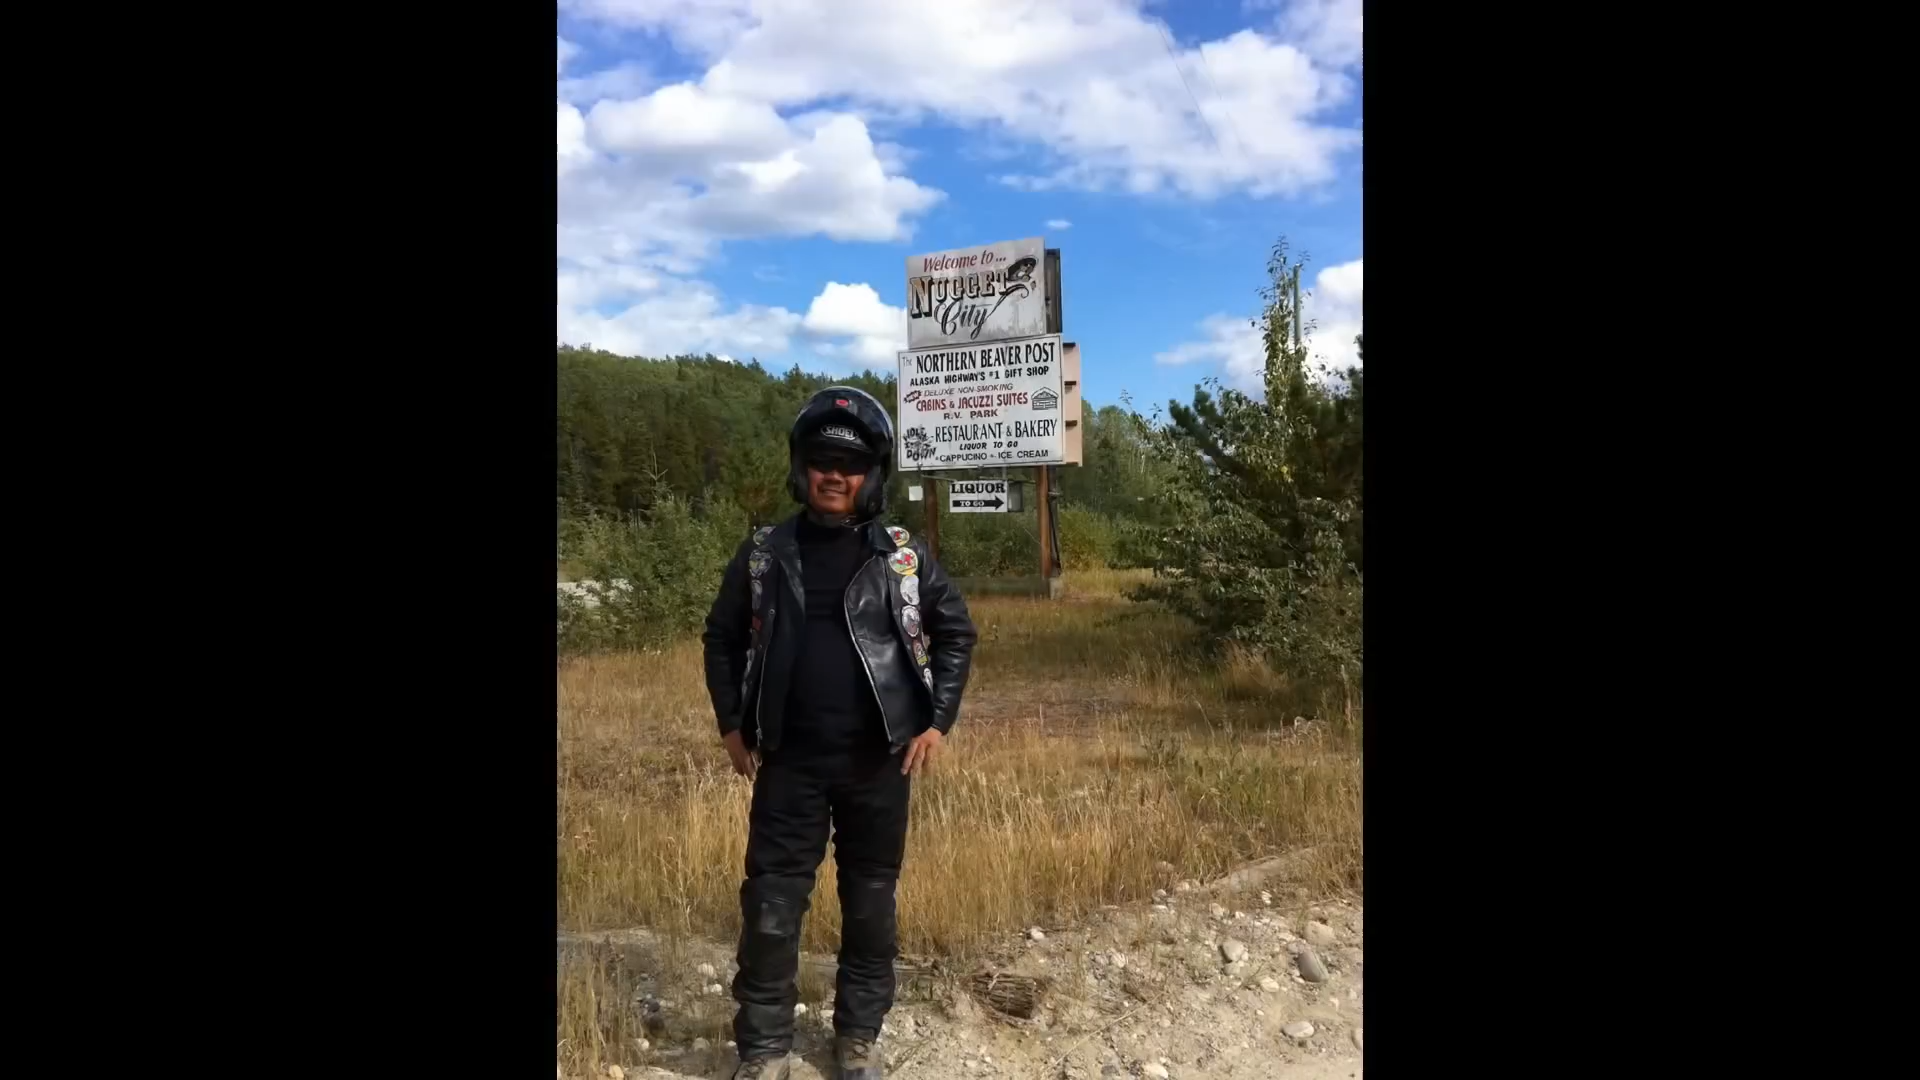 Welcome to...
NUGGET
City
The NORTHERN BEAVER POST
ALASKA HIGHWAY'S #1 GIFT SHOP
DELUXE NON-SMOKING
CABINS & JACUZZI SUITES
R.V. PARK
RESTAURANT & BAKERY
LIQUOR TO GO
CAPPUCINO ICE CREAM
LIQUOR
TO GO
SHOEI